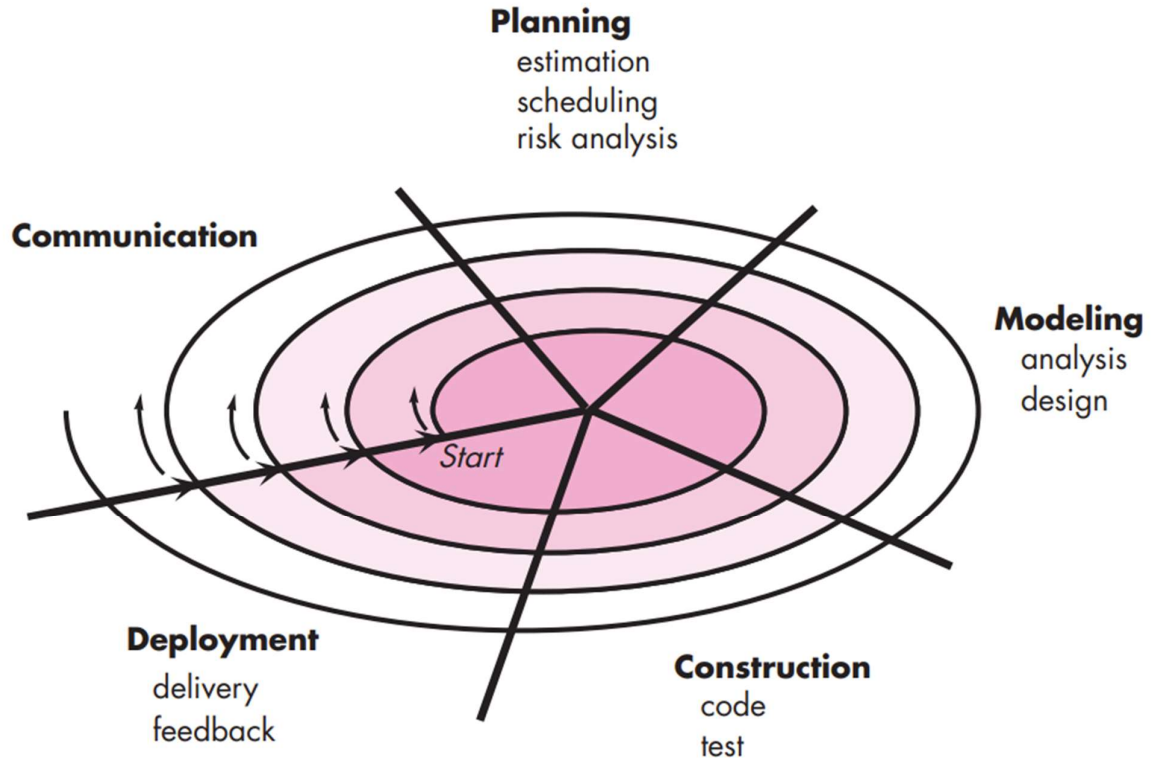 Planning
estimation
scheduling
risk analysis
Communication
Modeling
analysis
design
Start
Deployment
delivery
feedback
Construction
code
test